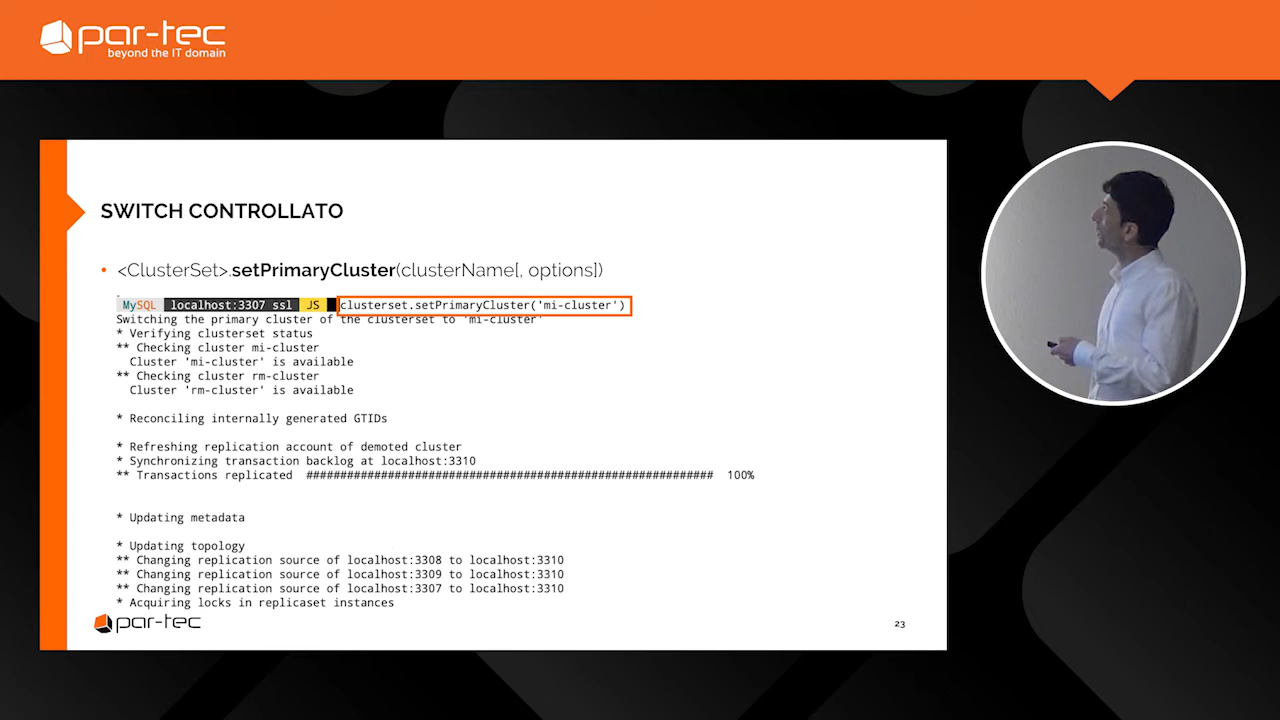 par-tec
beyond the IT domain
SWITCH CONTROLLATO
• <ClusterSet>.setPrimaryCluster(clusterName[, options])
MySQL localhost:3307 ssl JS clusterset.setPrimaryCluster('mi-cluster')
Switching the primary cluster of the clusterset to 'mi-cluster'
* Verifying clusterset status
** Checking cluster mi-cluster
Cluster 'mi-cluster' is available
** Checking cluster rm-cluster
Cluster 'rm-cluster' is available
* Reconciling internally generated GTIDs
* Refreshing replication account of demoted cluster
* Synchronizing transaction backlog at localhost:3310
** Transactions replicated ############################################################ 100%
* Updating metadata
* Updating topology
** Changing replication source of localhost:3308 to localhost:3310
** Changing replication source of localhost:3309 to localhost:3310
** Changing replication source of localhost:3307 to localhost:3310
* Acquiring locks in replicaset instances
par-tec
23